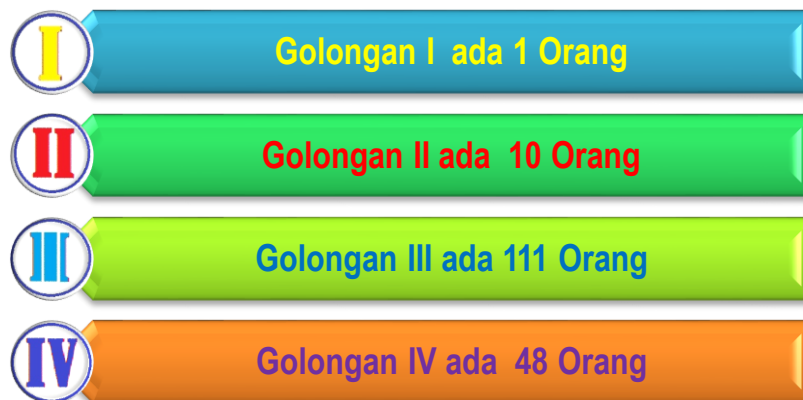 I Golongan I ada 1 Orang
II Golongan II ada 10 Orang
III Golongan III ada 111 Orang
IV Golongan IV ada 48 Orang